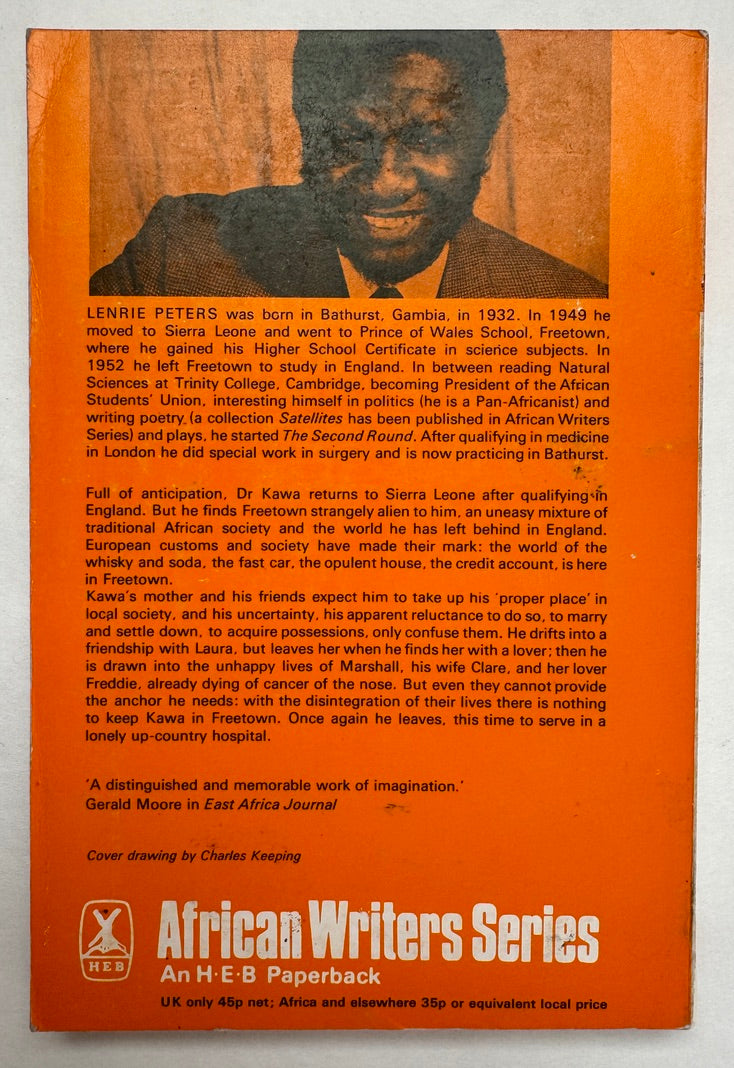 LENRIE PETERS was born in Bathurst, Gambia, in 1932. In 1949 he
moved to Sierra Leone and went to Prince of Wales School, Freetown,
where he gained his Higher School Certificate in science subjects. In
1952 he left Freetown to study in England. In between reading Natural
Sciences at Trinity College, Cambridge, becoming President of the African
Students' Union, interesting himself in politics (he is a Pan-Africanist) and
writing poetry (a collection Satellites has been published in African Writers
Series) and plays, he started The Second Round. After qualifying in medicine
in London he did special work in surgery and is now practicing in Bathurst.
Full of anticipation, Dr Kawa returns to Sierra Leone after qualifying in
England. But he finds Freetown strangely alien to him, an uneasy mixture of
traditional African society and the world he has left behind in England.
European customs and society have made their mark: the world of the
whisky and soda, the fast car, the opulent house, the credit account, is here
in Freetown.
Kawa's mother and his friends expect him to take up his 'proper place' in
local society, and his uncertainty, his apparent reluctance to do so, to marry
and settle down, to acquire possessions, only confuse them. He drifts into a
friendship with Laura, but leaves her when he finds her with a lover; then he
is drawn into the unhappy lives of Marshall, his wife Clare, and her lover
Freddie, already dying of cancer of the nose. But even they cannot provide
the anchor he needs: with the disintegration of their lives there is nothing
to keep Kawa in Freetown. Once again he leaves, this time to serve in a
lonely up-country hospital.
'A distinguished and memorable work of imagination.'
Gerald Moore in East Africa Journal
Cover drawing by Charles Keeping
HEB
African Writers Series
An H·E·B Paperback
UK only 45p net; Africa and elsewhere 35p or equivalent local price